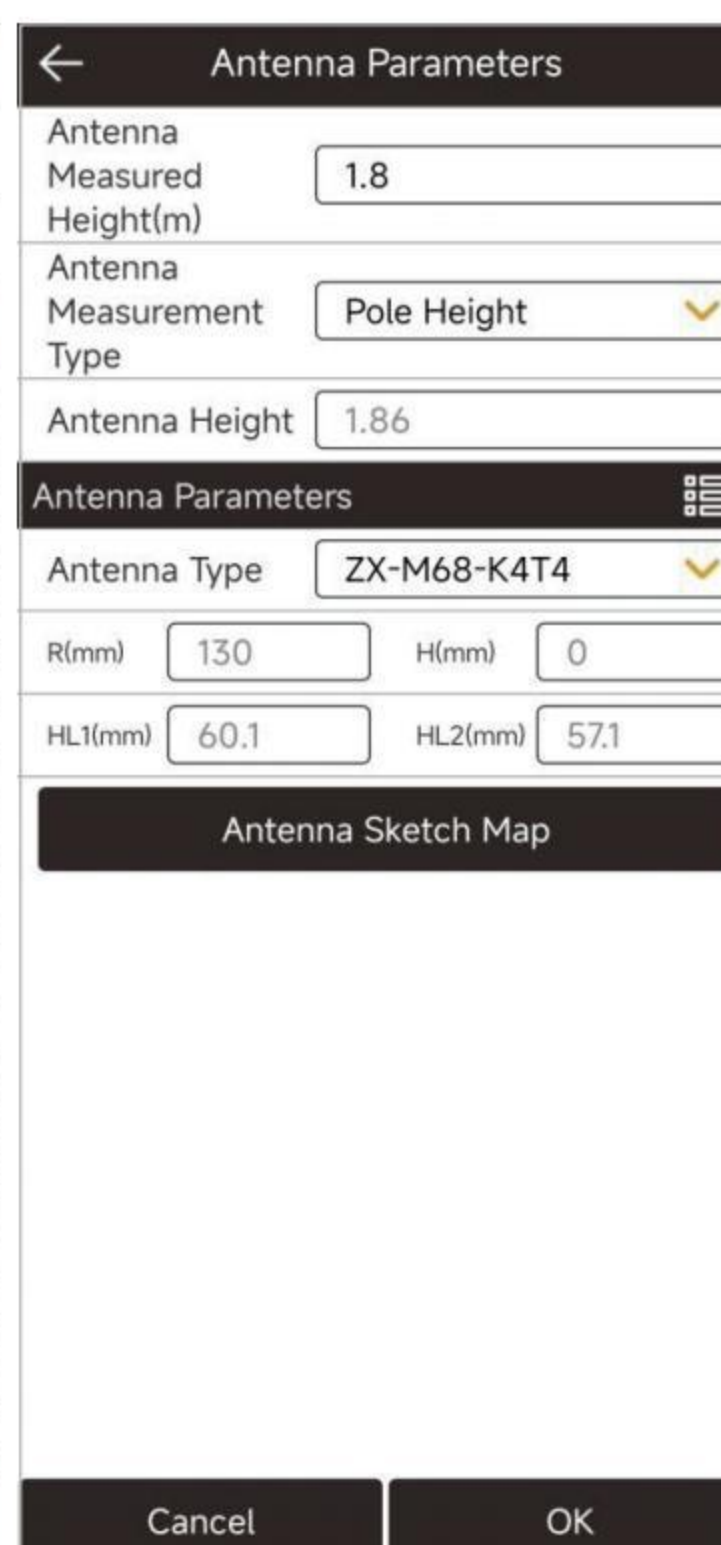 Antenna Parameters
Antenna
Measured
Height(m)
1.8
Antenna
Measurement
Type
Pole Height
Antenna Height
1.86
Antenna Parameters
Antenna Type
ZX-M68-K4T4
R(mm) 130 H(mm) 0
HL1(mm) 60.1 HL2(mm) 57.1
Antenna Sketch Map
Cancel OK